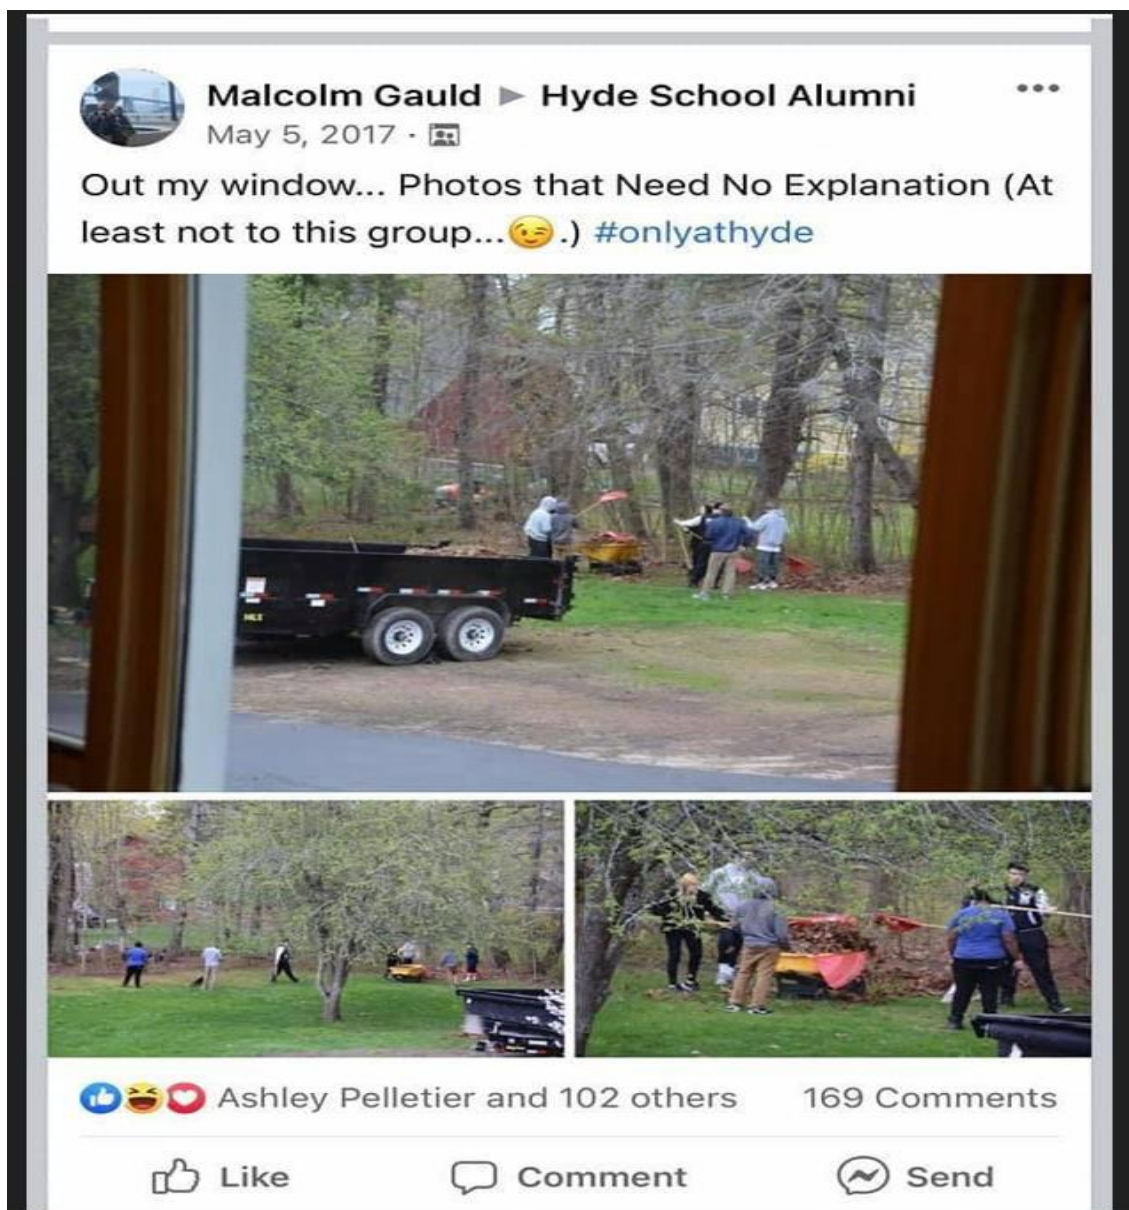 Malcolm Gauld ▶ Hyde School Alumni
May 5, 2017 ·
Out my window... Photos that Need No Explanation (At
least not to this group...😉.) #onlyathyde
Ashley Pelletier and 102 others 169 Comments
Like Comment Send